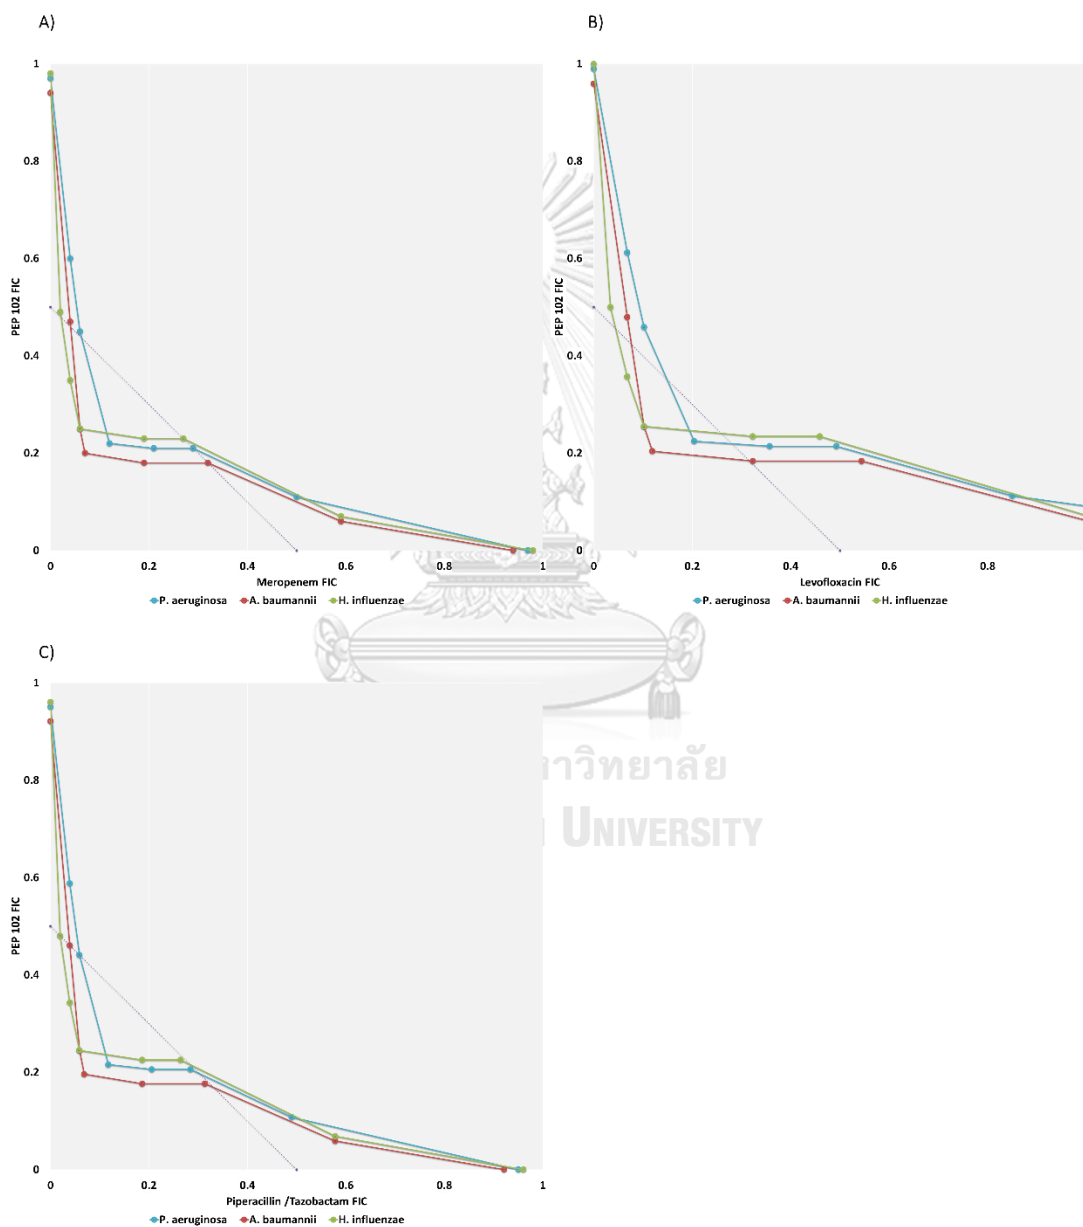 A)
1
0.8
0.6
0.4
0.2
0
PEP 102 FIC
0
0.2
0.4
0.6
0.8
1
Meropenem FIC
P. aeruginosa
A. baumannii
H. influenzae
B)
1
0.8
0.6
0.4
0.2
0
PEP 102 FIC
0
0.2
0.4
0.6
0.8
Levofloxacin FIC
P. aeruginosa
A. baumannii
H. influenzae
C)
1
0.8
0.6
0.4
0.2
0
PEP 102 FIC
0
0.2
0.4
0.6
0.8
1
Piperacillin /Tazobactam FIC
P. aeruginosa
A. baumannii
H. influenzae
UNIVERSITY